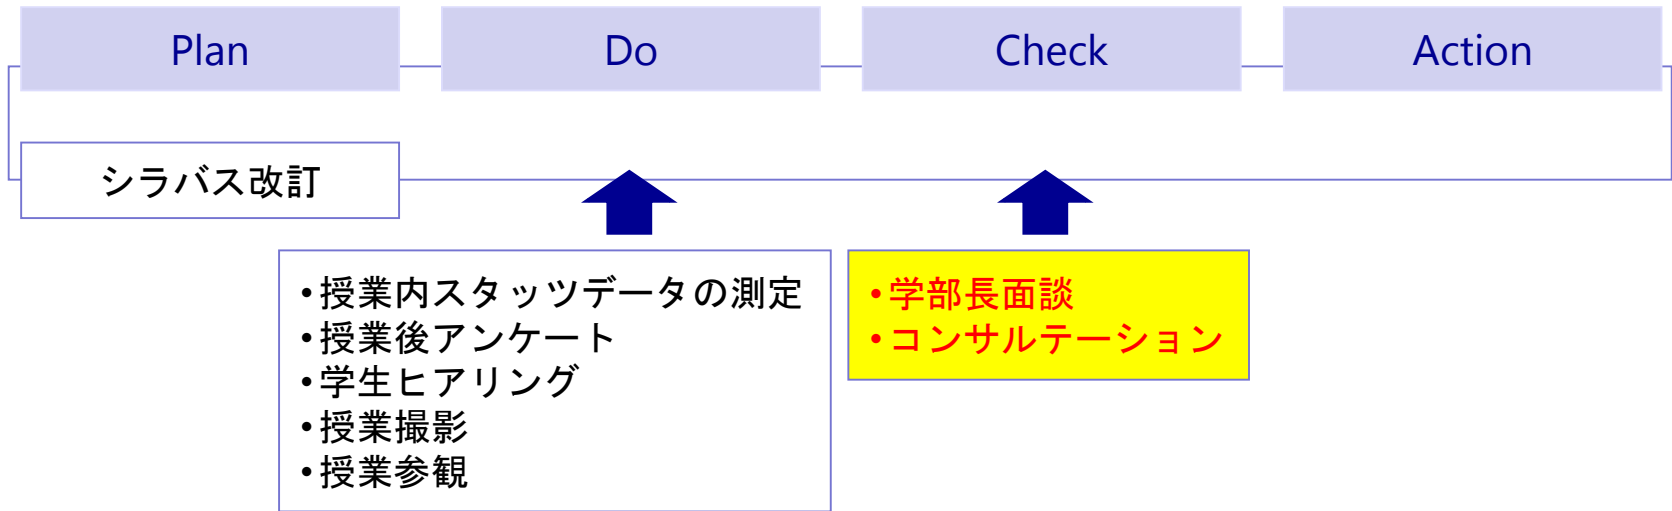 Plan
Do
Check
Action
シラバス改訂
•授業内スタッツデータの測定
•授業後アンケート
•学生ヒアリング
•授業撮影
•授業参観
•学部長面談
•コンサルテーション